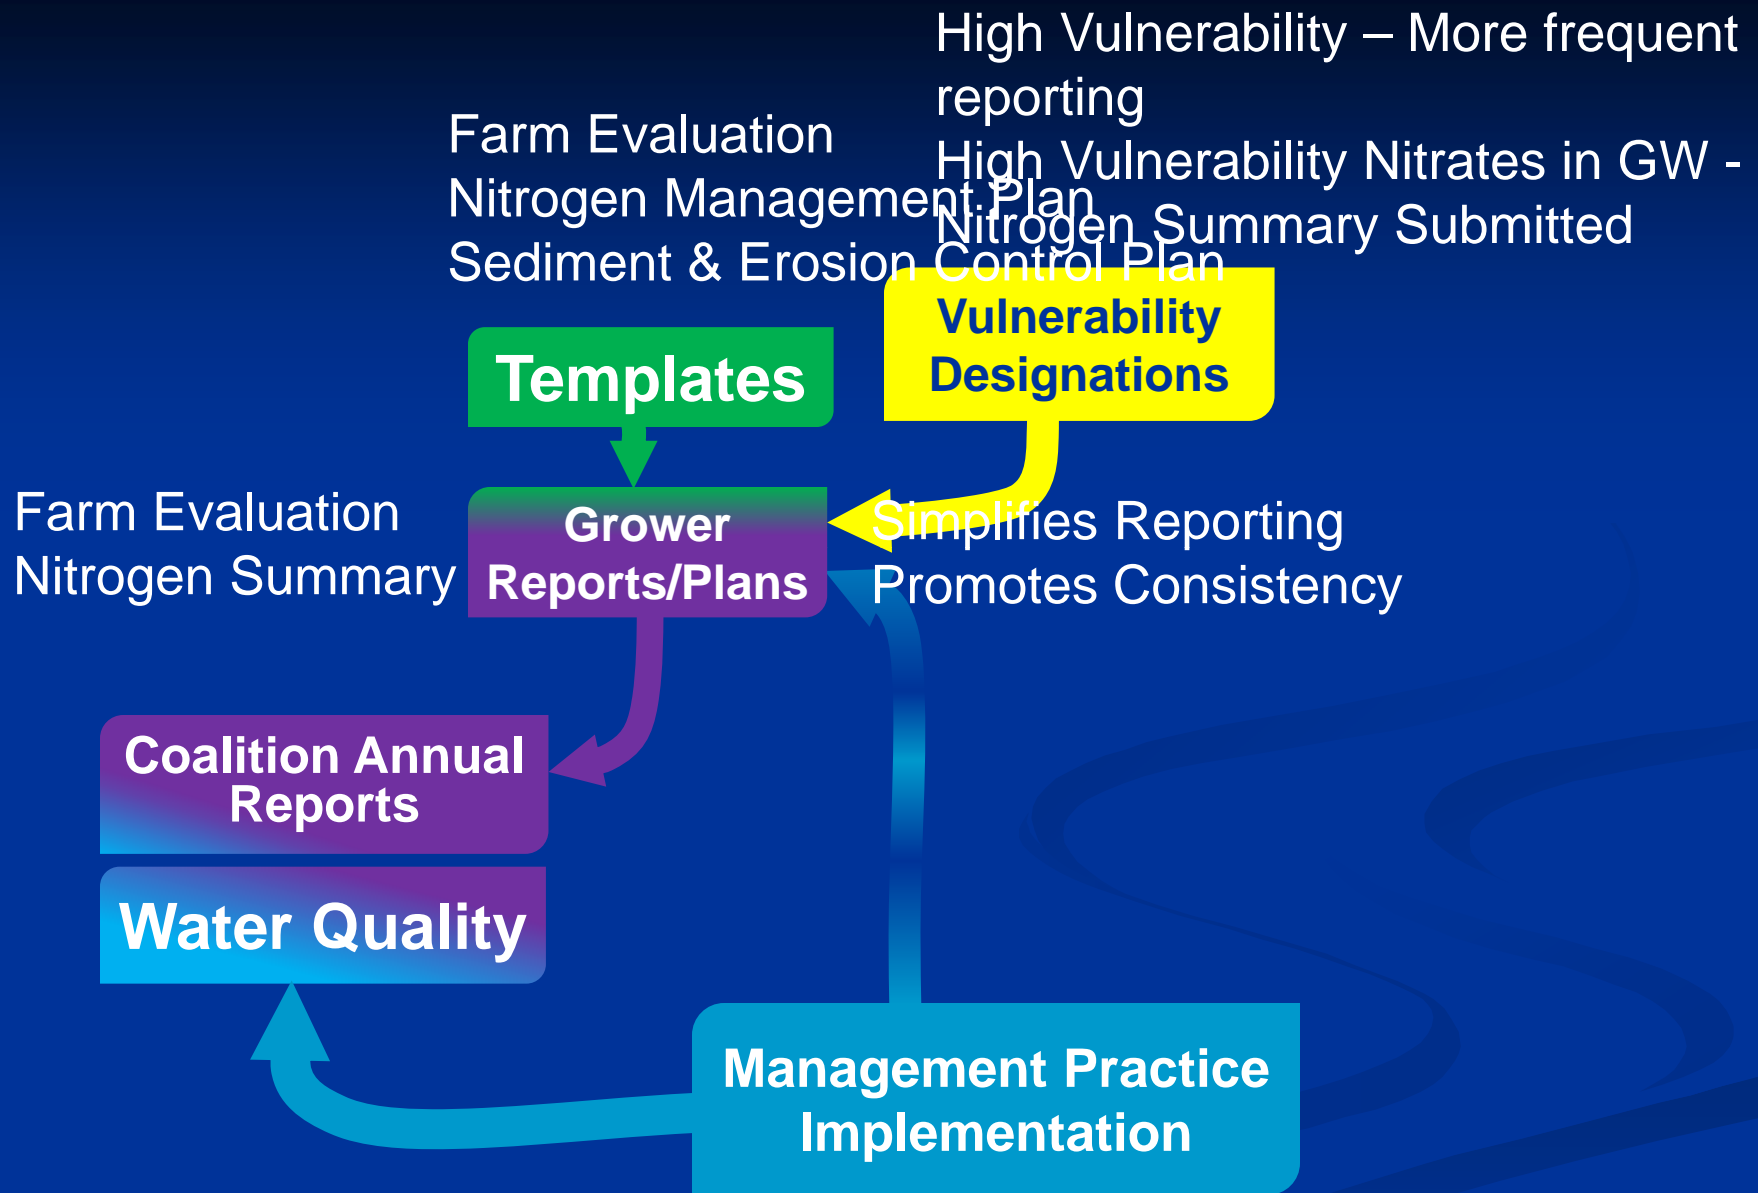 High Vulnerability – More frequent
reporting
High Vulnerability Nitrates in GW -
Nitrogen Summary Submitted
Farm Evaluation
Nitrogen Management Plan
Sediment & Erosion Control Plan
Vulnerability
Designations
Templates
Farm Evaluation
Nitrogen Summary
Grower
Reports/Plans
Simplifies Reporting
Promotes Consistency
Coalition Annual
Reports
Water Quality
Management Practice
Implementation